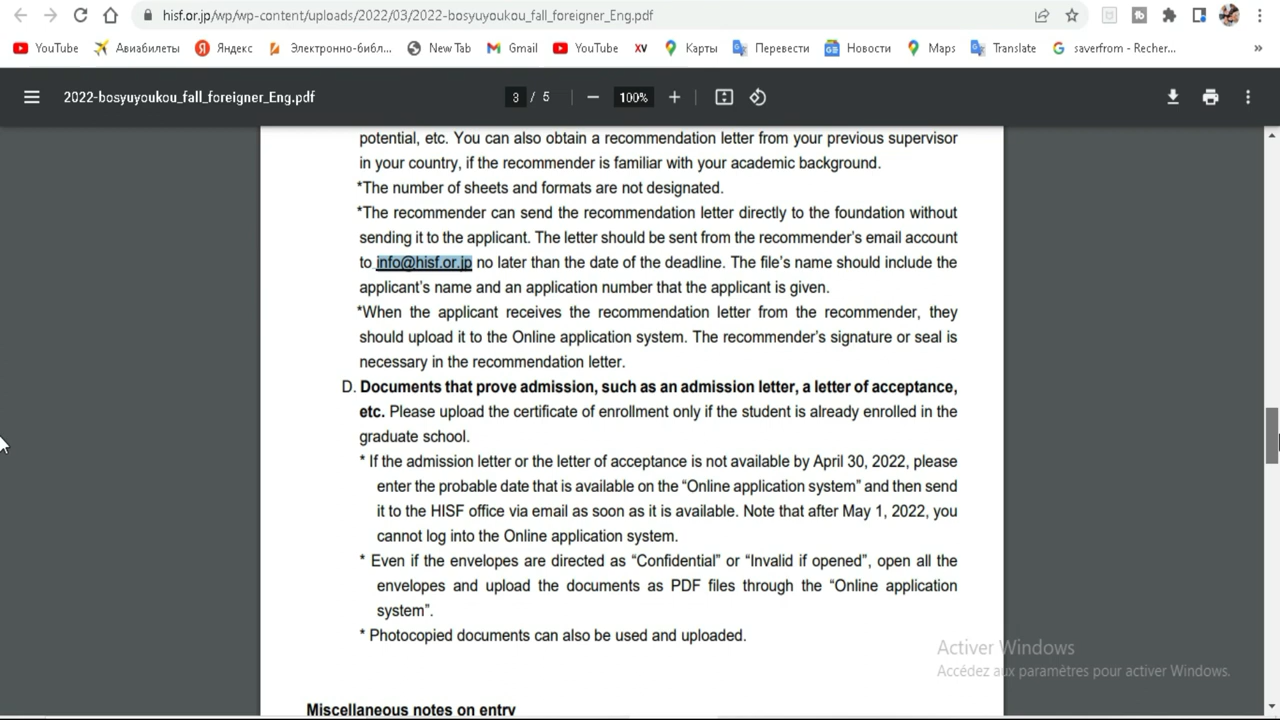 hisf.or.jp/wp/wp-content/uploads/2022/03/2022-bosyuyoukou_fall_foreigner_Eng.pdf
YouTube Авиабилеты Яндекс Электронно-библ... New Tab Gmail YouTube XV Карты Перевести Новости Maps Translate saverfrom - Recher... »
2022-bosyuyoukou_fall_foreigner_Eng.pdf 3 / 5 100%
potential, etc. You can also obtain a recommendation letter from your previous supervisor
in your country, if the recommender is familiar with your academic background.
*The number of sheets and formats are not designated.
*The recommender can send the recommendation letter directly to the foundation without
sending it to the applicant. The letter should be sent from the recommender's email account
to info@hisf.or.jp no later than the date of the deadline. The file's name should include the
applicant's name and an application number that the applicant is given.
*When the applicant receives the recommendation letter from the recommender, they
should upload it to the Online application system. The recommender's signature or seal is
necessary in the recommendation letter.
D. Documents that prove admission, such as an admission letter, a letter of acceptance,
etc. Please upload the certificate of enrollment only if the student is already enrolled in the
graduate school.
* If the admission letter or the letter of acceptance is not available by April 30, 2022, please
enter the probable date that is available on the “Online application system” and then send
it to the HISF office via email as soon as it is available. Note that after May 1, 2022, you
cannot log into the Online application system.
* Even if the envelopes are directed as “Confidential” or “Invalid if opened”, open all the
envelopes and upload the documents as PDF files through the “Online application
system”.
* Photocopied documents can also be used and uploaded.
Activer Windows
Accédez aux paramètres pour activer Windows.
Miscellaneous notes on entry